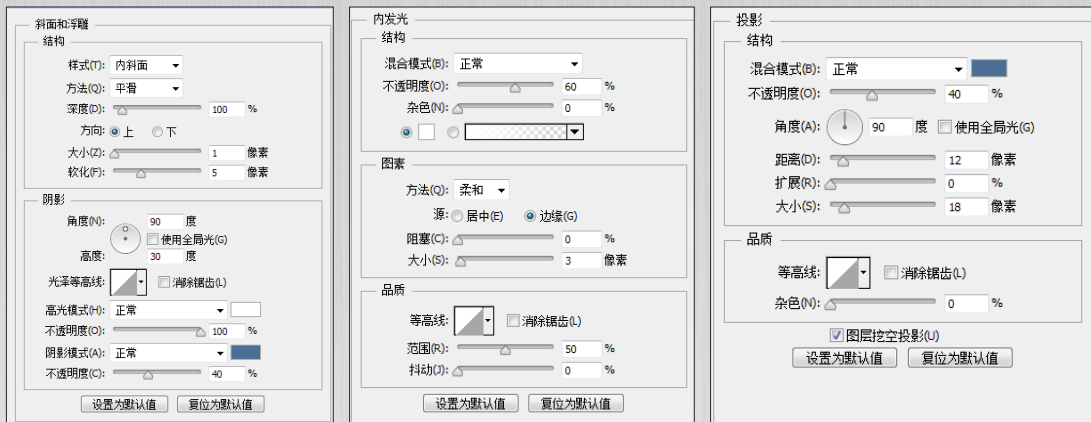 斜面和浮雕
结构
样式(T): 内斜面
方法(Q): 平滑
深度(D): 100 %
方向: 上 下
大小(Z): 1 像素
软化(F): 5 像素
阴影
角度(N): 90 度
使用全局光(G)
高度: 30 度
光泽等高线: 消除锯齿(L)
高光模式(H): 正常
不透明度(O): 100 %
阴影模式(A): 正常
不透明度(C): 40 %
设置为默认值 复位为默认值
内发光
结构
混合模式(B): 正常
不透明度(O): 60 %
杂色(N): 0 %
图素
方法(Q): 柔和
源: 居中(E) 边缘(G)
阻塞(C): 0 %
大小(S): 3 像素
品质
等高线: 消除锯齿(L)
范围(R): 50 %
抖动(J): 0 %
设置为默认值 复位为默认值
投影
结构
混合模式(B): 正常
不透明度(O): 40 %
角度(A): 90 度 使用全局光(G)
距离(D): 12 像素
扩展(R): 0 %
大小(S): 18 像素
品质
等高线: 消除锯齿(L)
杂色(N): 0 %
图层挖空投影(U)
设置为默认值 复位为默认值